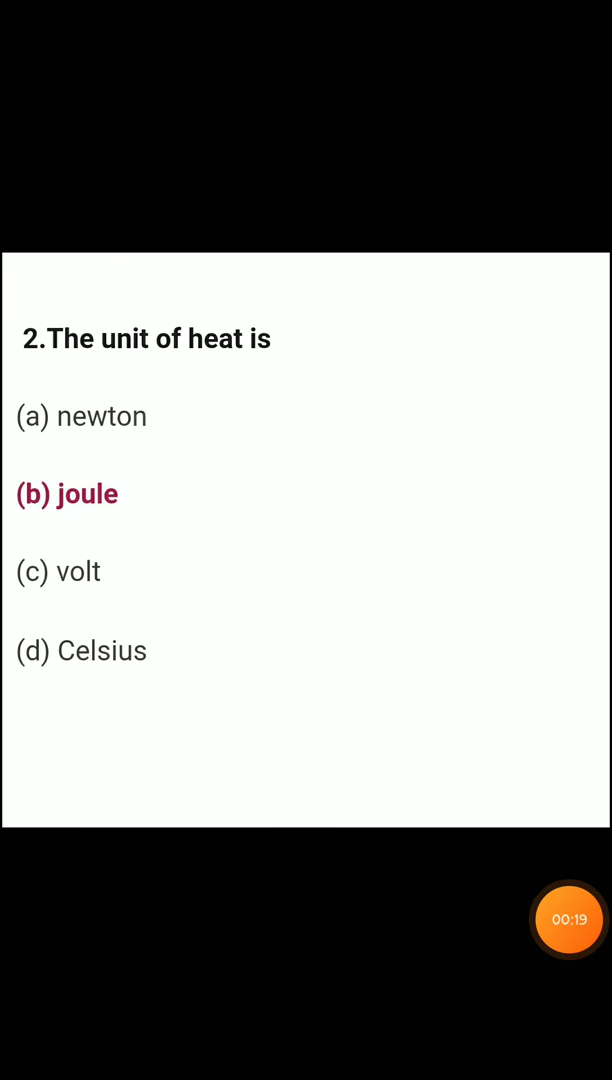 2.The unit of heat is
(a) newton
(b) joule
(c) volt
(d) Celsius
00:19